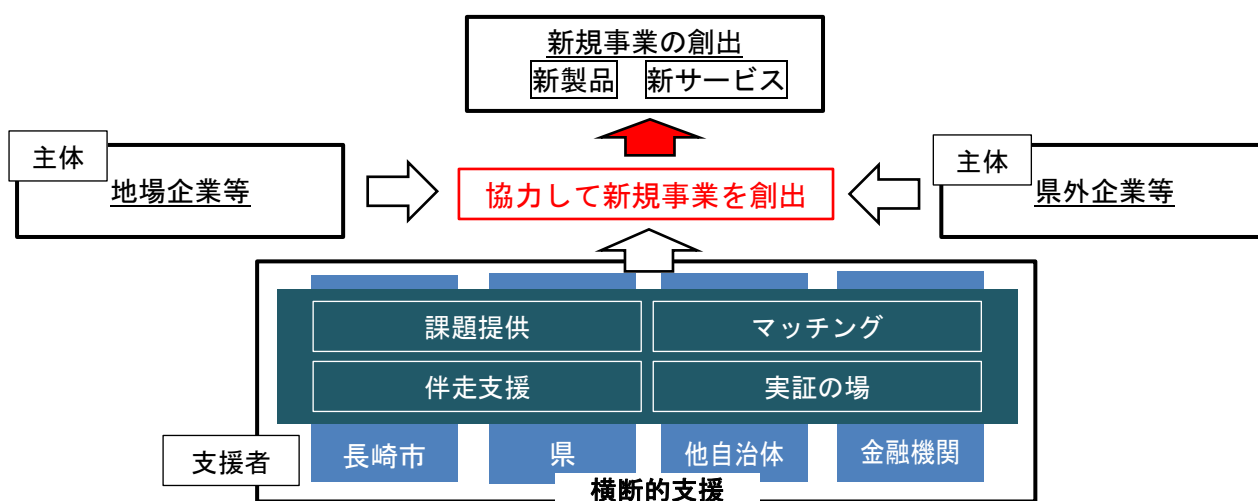 新規事業の創出
新製品 新サービス
主体
地場企業等
協力して新規事業を創出
主体
県外企業等
課題提供
マッチング
伴走支援
実証の場
支援者
長崎市
県
他自治体
金融機関
横断的支援